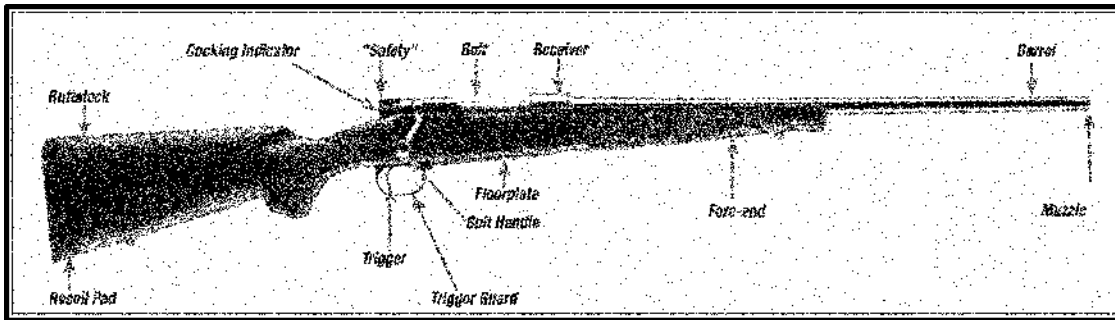 Cocking Indicator
"Safety"
Bolt
Receiver
Barrel
Buttstock
Floorplate
Bolt Handle
Fore-end
Muzzle
Trigger
Recoil Pad
Trigger Guard